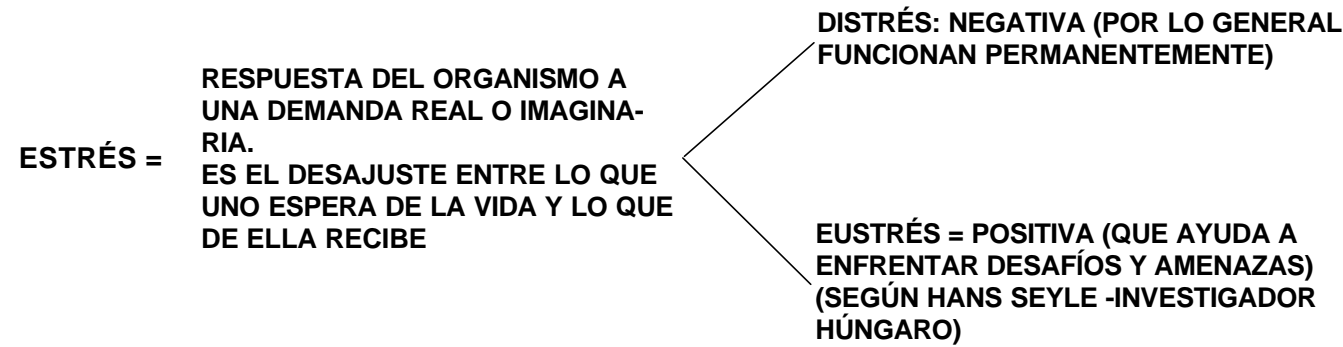 ESTRÉS =
RESPUESTA DEL ORGANISMO A
UNA DEMANDA REAL O IMAGINA-
RIA.
ES EL DESAJUSTE ENTRE LO QUE
UNO ESPERA DE LA VIDA Y LO QUE
DE ELLA RECIBE
DISTRÉS: NEGATIVA (POR LO GENERAL
FUNCIONAN PERMANENTEMENTE)
EUSTRÉS = POSITIVA (QUE AYUDA A
ENFRENTAR DESAFÍOS Y AMENAZAS)
(SEGÚN HANS SEYLE -INVESTIGADOR
HÚNGARO)